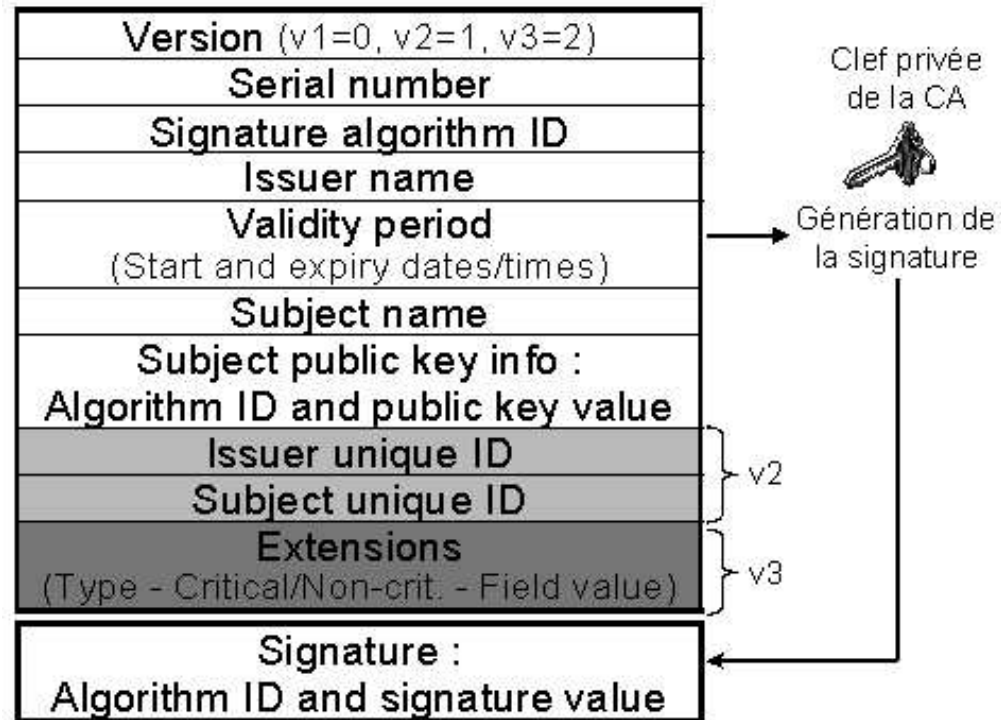 Version (v1=0, v2=1, v3=2)
Serial number
Signature algorithm ID
Issuer name
Validity period
(Start and expiry dates/times)
Subject name
Subject public key info :
Algorithm ID and public key value
Issuer unique ID
Subject unique ID
v2
Extensions
(Type - Critical/Non-crit. - Field value)
v3
Signature :
Algorithm ID and signature value
Clef privée
de la CA
Génération de
la signature